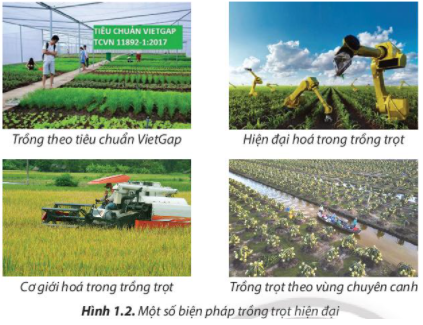 TIÊU CHUẨN VIETGAP
TCVN 11892-1:2017
Trồng theo tiêu chuẩn VietGap
Hiện đại hoá trong trồng trọt
Cơ giới hoá trong trồng trọt
Trồng trọt theo vùng chuyên canh
Hình 1.2. Một số biện pháp trồng trọt hiện đại